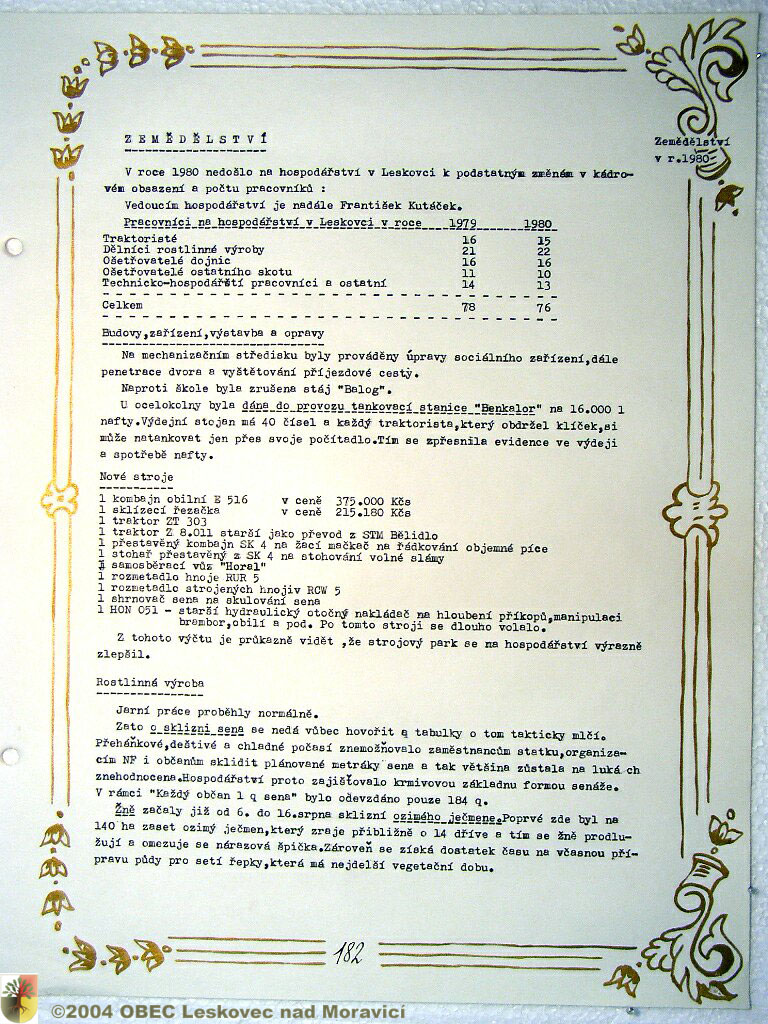 Z E M Ě D Ě L S T V Í
Zemědělství
v r.1980
V roce 1980 nedošlo na hospodářství v Leskovci k podstatným změnám v kádro-
vém obsazení a počtu pracovníků :
Vedoucím hospodářství je nadále František Kutáček.
Pracovníci na hospodářství v Leskovci v roce 1979 1980
Traktoristé 16 15
Dělníci rostlinné výroby 21 22
Ošetřovatelé dojnic 16 16
Ošetřovatelé ostatního skotu 11 10
Technicko-hospodářští pracovníci a ostatní 14 13
Celkem 78 76
Budovy,zařízení,výstavba a opravy
Na mechanizačním středisku byly prováděny úpravy sociálního zařízení,dále
penetrace dvora a vyštětování příjezdové cesty.
Naproti škole byla zrušena stáj "Balog".
U ocelokolny byla dána do provozu tankovací stanice "Benkalor" na 16.000 l
nafty.Výdejní stojan má 40 čísel a každý traktorista,který obdržel klíček,si
může natankovat jen přes svoje počítadlo.Tím se zpřesnila evidence ve výdeji
a spotřebě nafty.
Nové stroje
1 kombajn obilní E 516 v ceně 375.000 Kčs
1 sklízecí řezačka v ceně 215.180 Kčs
1 traktor ZT 303
1 traktor Z 8.011 starší jako převod z STM Bělidlo
1 přestavěný kombajn SK 4 na žací mačkač na řádkování objemné píce
1 stohař přestavěný z SK 4 na stohování volné slámy
1 samosběrací vůz "Horal"
1 rozmetadlo hnoje RUR 5
1 rozmetadlo strojených hnojiv RCW 5
1 shrnovač sena na skulování sena
1 HON 051 - starší hydraulický otočný nakládač na hloubení příkopů,manipulaci
brambor,obilí a pod. Po tomto stroji se dlouho volalo.
Z tohoto výčtu je průkazně vidět ,že strojový park se na hospodářství výrazně
zlepšil.
Rostlinná výroba
Jarní práce proběhly normálně.
Zato o sklizni sena se nedá vůbec hovořit a tabulky o tom takticky mlčí.
Přeháňkové,deštivé a chladné počasí znemožňovalo zaměstnancům statku,organiza-
cím NF i občanům sklidit plánované metráky sena a tak většina zůstala na luká ch
znehodnocena.Hospodářství proto zajišťovalo krmivovou základnu formou senáže.
V rámci "Každý občan 1 q sena" bylo odevzdáno pouze 184 q.
Žně začaly již od 6. do 16.srpna sklizní ozimého ječmene.Poprvé zde byl na
140 ha zaset ozimý ječmen,který zraje přibližně o 14 dříve a tím se žně prodlu-
žují a omezuje se nárazová špička.Zároveň se získá dostatek času na včasnou pří-
pravu půdy pro setí řepky,která má nejdelší vegetační dobu.
182
©2004 OBEC Leskovec nad Moravicí